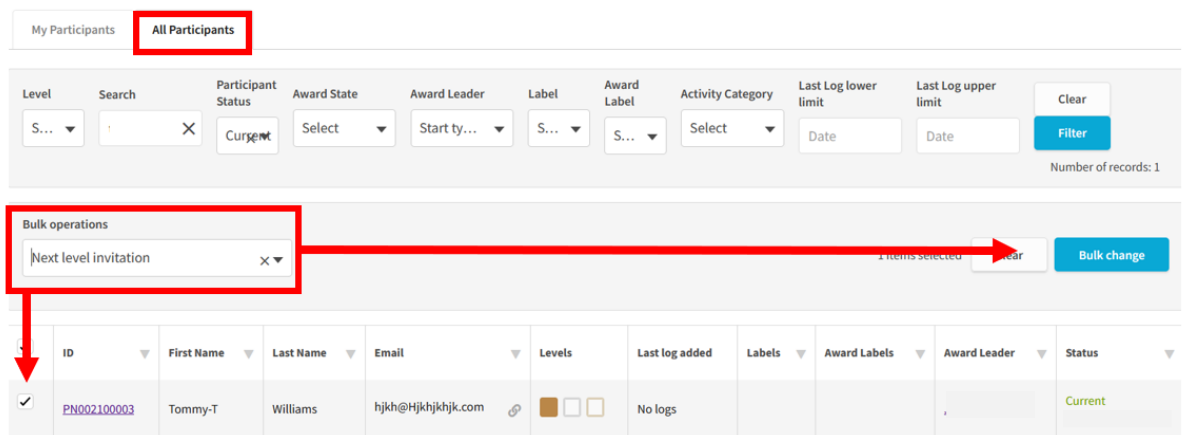 My Participants All Participants
Level Search Participant Status Award State Award Leader Label Award Label Activity Category Last Log lower limit Last Log upper limit Clear
S... Current Select Start ty... S... S... Select Date Date Filter
Number of records: 1
Bulk operations
Next level invitation
1 items selected Clear Bulk change
ID First Name Last Name Email Levels Last log added Labels Award Labels Award Leader Status
PN002100003 Tommy-T Williams hjkh@Hjkhjkhjk.com No logs Current